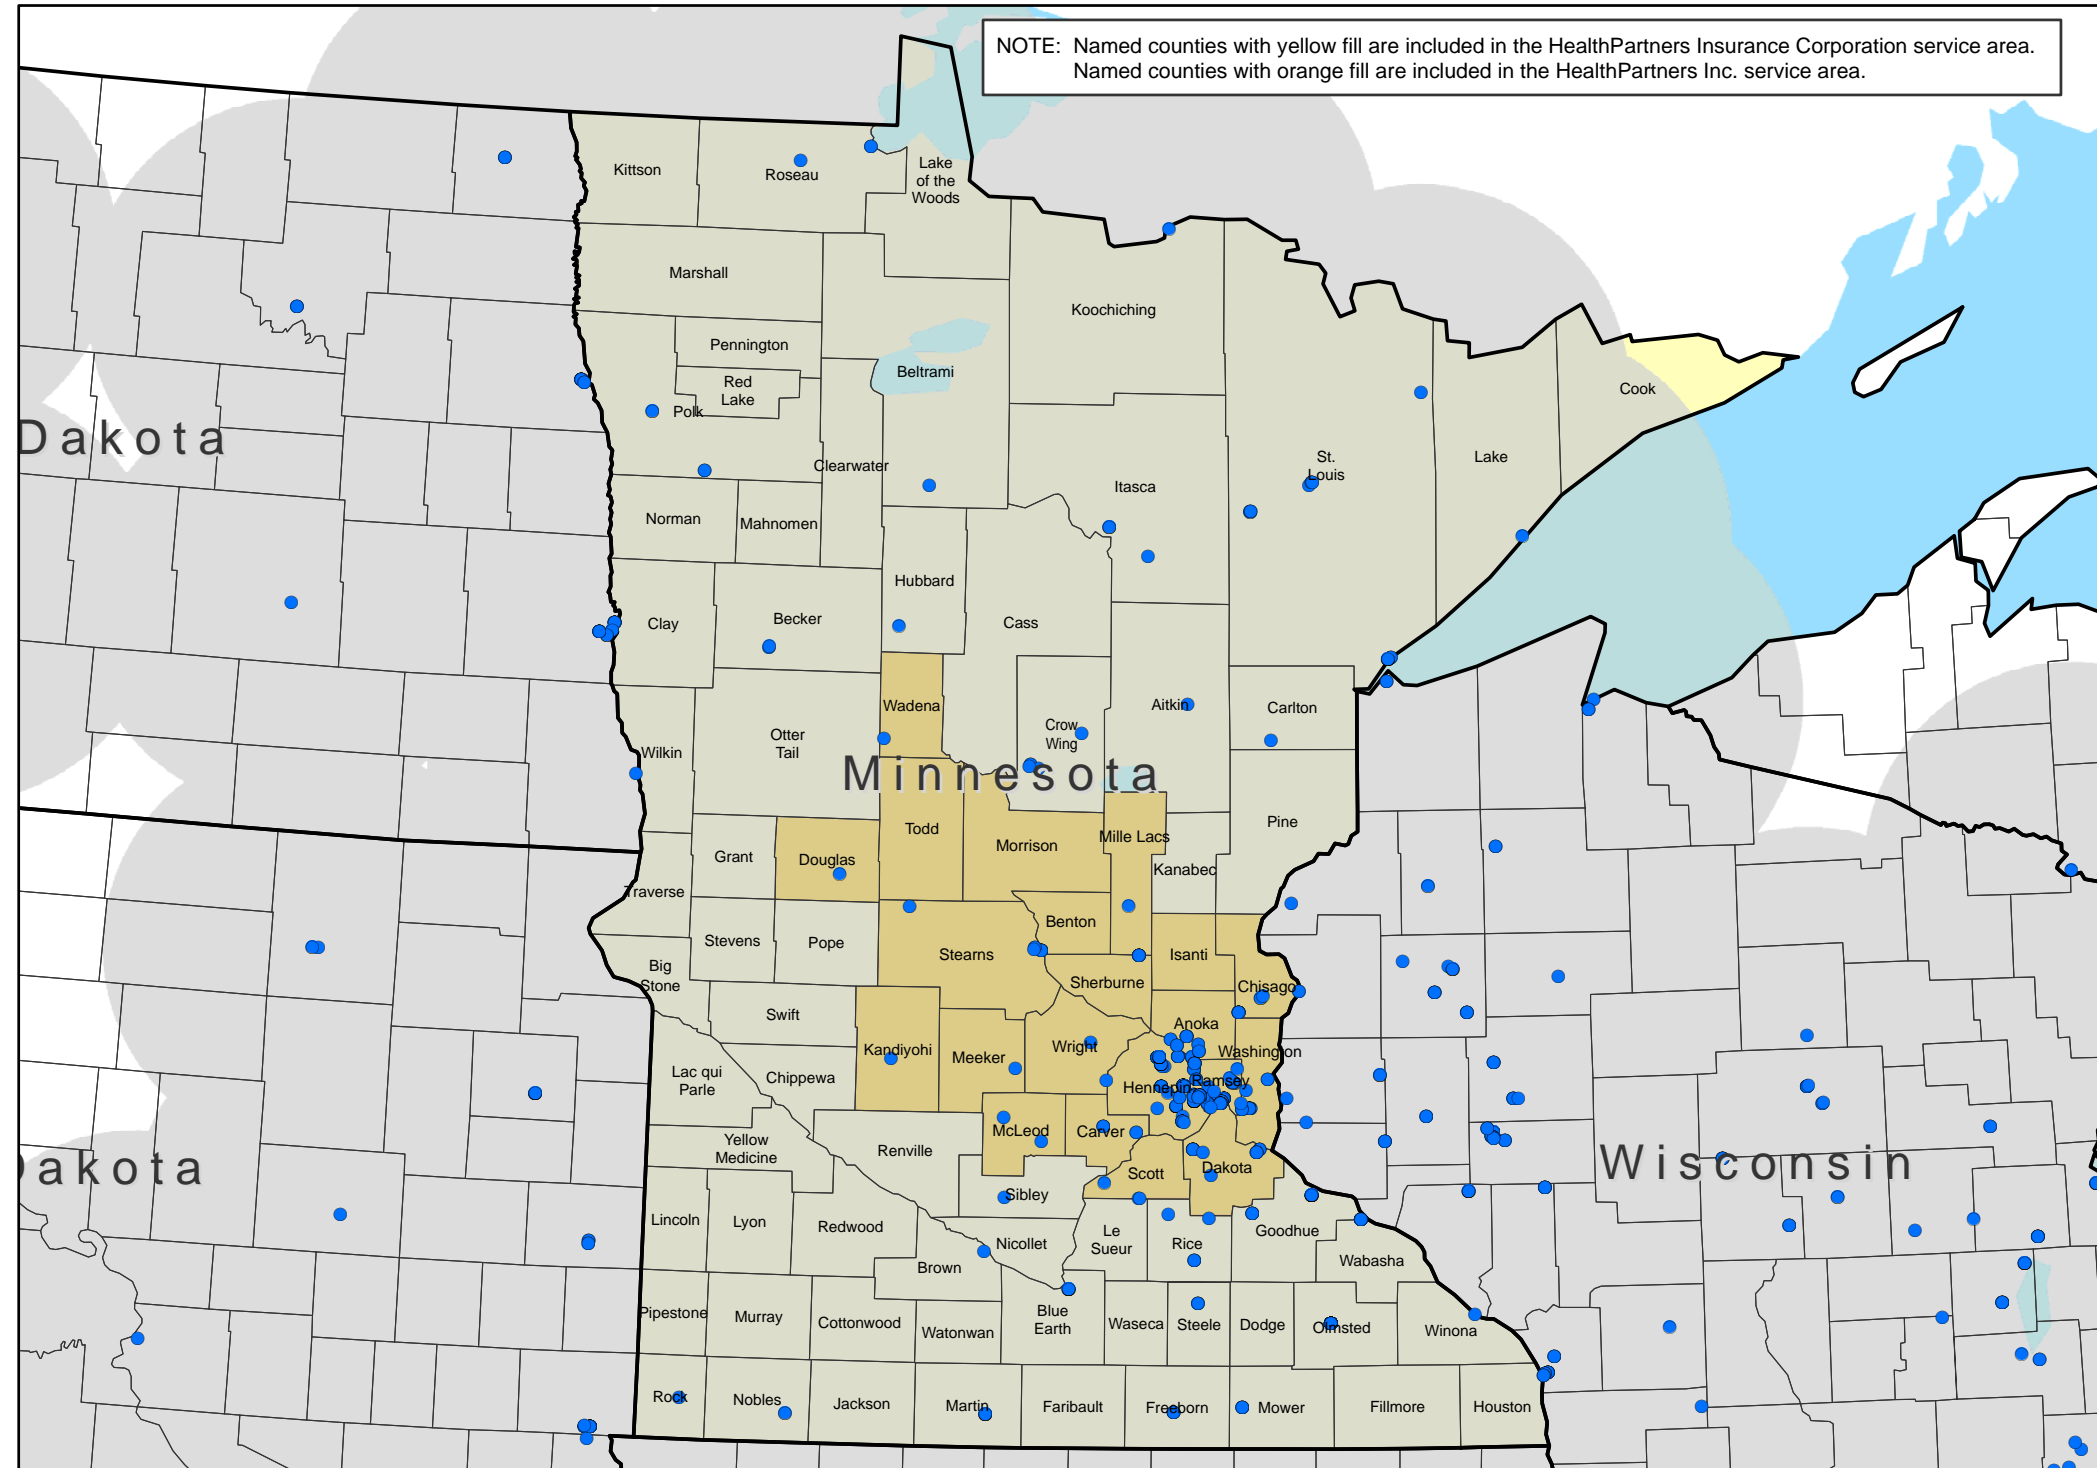 NOTE: Named counties with yellow fill are included in the HealthPartners Insurance Corporation service area.
Named counties with orange fill are included in the HealthPartners Inc. service area.
Kittson
Roseau
Lake
of the
Woods
Marshall
Koochiching
Pennington
Beltrami
Red
Lake
Cook
Polk
Dakota
Clearwater
St.
Louis
Lake
Itasca
Norman
Mahnomen
Hubbard
Clay
Becker
Cass
Wadena
Aitkin
Carlton
Crow
Wing
Otter
Tail
Wilkin
Minnesota
Todd
Morrison
Mille Lacs
Pine
Grant
Douglas
Kanabec
Traverse
Benton
Stevens
Pope
Stearns
Isanti
Big
Stone
Sherburne
Chisago
Swift
Anoka
Kandiyohi
Meeker
Wright
Washington
Lac qui
Parle
Chippewa
Hennepin
Ramsey
McLeod
Carver
Yellow
Medicine
Renville
Dakota
Scott
Dakota
Wisconsin
Sibley
Lincoln
Lyon
Redwood
Nicollet
Le
Sueur
Rice
Goodhue
Brown
Wabasha
Pipestone
Murray
Cottonwood
Watonwan
Blue
Earth
Waseca
Steele
Dodge
Olmsted
Winona
Rock
Nobles
Jackson
Martin
Faribault
Freeborn
Mower
Fillmore
Houston